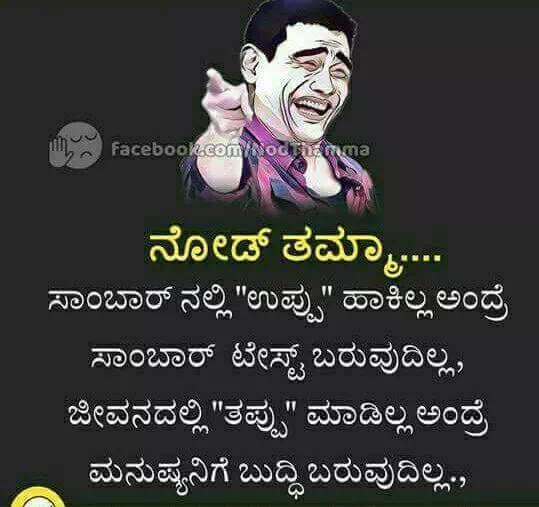 facebook.com/NodThamma
ನೋಡ್ ತಮ್ಮಾ....
ಸಾಂಬಾರ್ ನಲ್ಲಿ "ಉಪ್ಪು" ಹಾಕಿಲ್ಲ ಅಂದ್ರೆ
ಸಾಂಬಾರ್ ಟೇಸ್ಟ್ ಬರುವುದಿಲ್ಲ,
ಜೀವನದಲ್ಲಿ "ತಪ್ಪು" ಮಾಡಿಲ್ಲ ಅಂದ್ರೆ
ಮನುಷ್ಯನಿಗೆ ಬುದ್ಧಿ ಬರುವುದಿಲ್ಲ.,